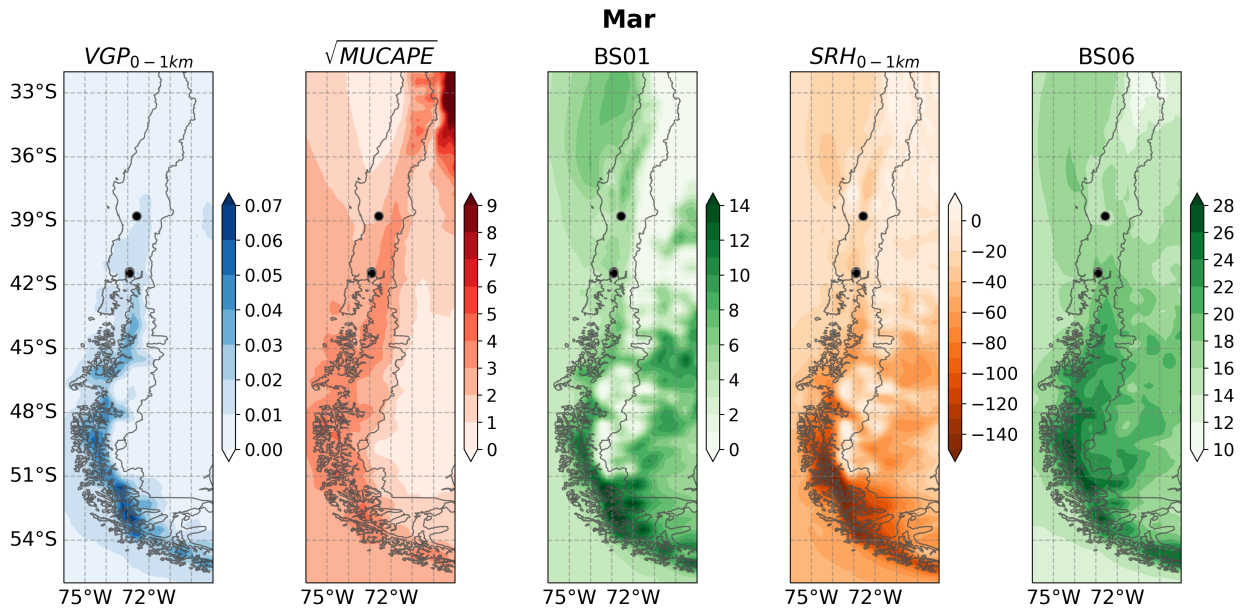 Mar
VGP0−1km
√MUCAPE
BS01
SRH0−1km
BS06
33°S
36°S
39°S
42°S
45°S
48°S
51°S
54°S
0.07
0.06
0.05
0.04
0.03
0.02
0.01
0.00
9
8
7
6
5
4
3
2
1
0
14
12
10
8
6
4
2
0
0
−20
−40
−60
−80
−100
−120
−140
28
26
24
22
20
18
16
14
12
10
75°W 72°W
75°W 72°W
75°W 72°W
75°W 72°W
75°W 72°W